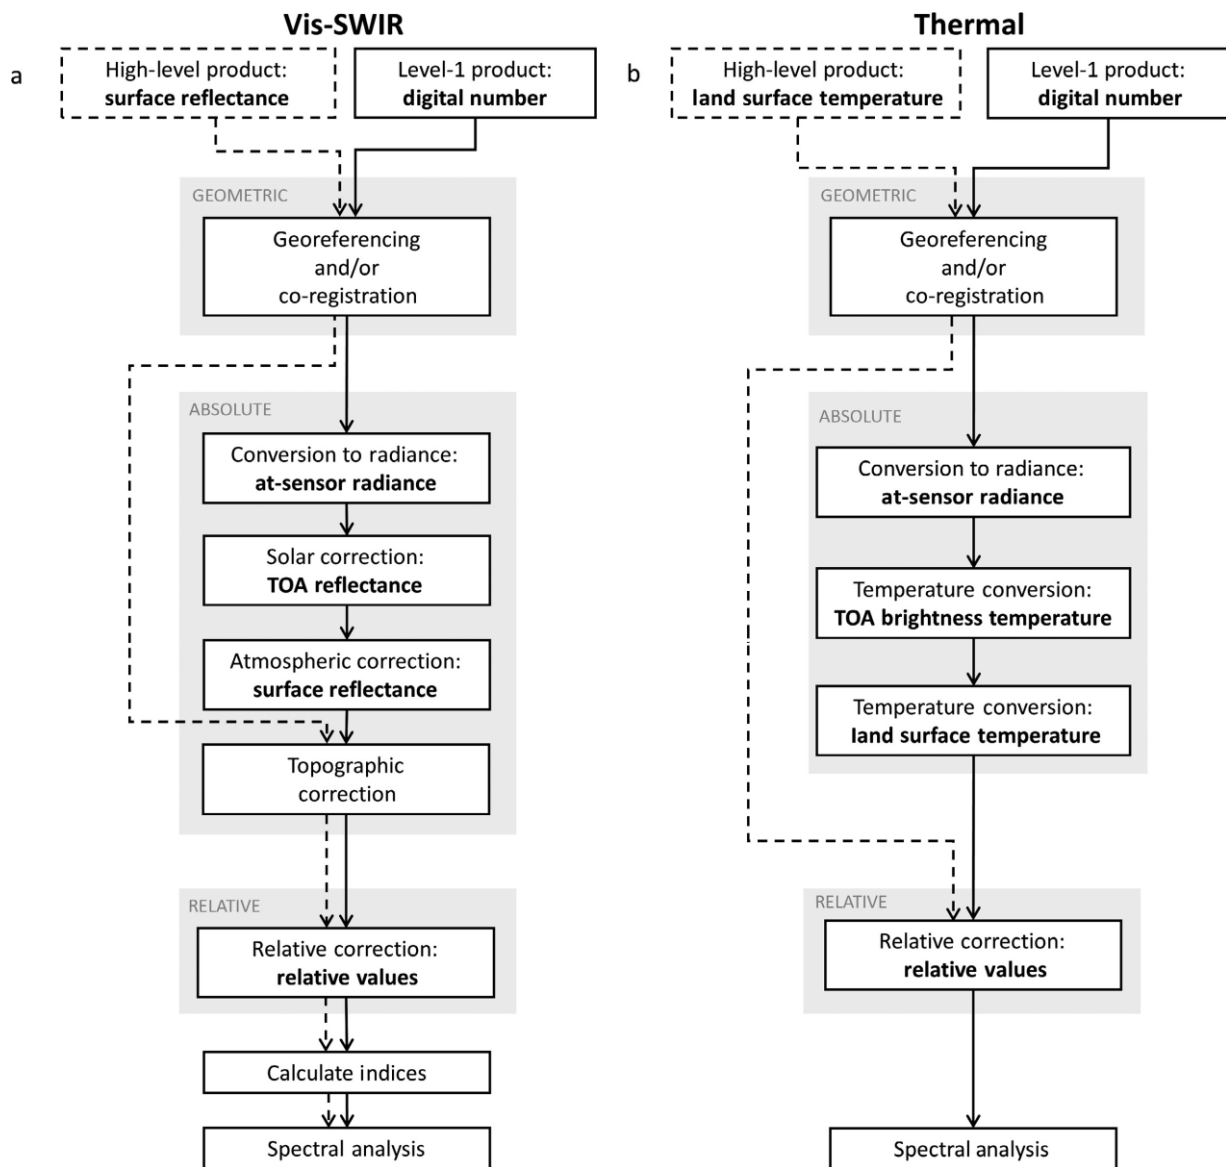 Vis-SWIR
a
High-level product:
surface reflectance
Level-1 product:
digital number
GEOMETRIC
Georeferencing
and/or
co-registration
ABSOLUTE
Conversion to radiance:
at-sensor radiance
Solar correction:
TOA reflectance
Atmospheric correction:
surface reflectance
Topographic
correction
RELATIVE
Relative correction:
relative values
Calculate indices
Spectral analysis
Thermal
b
High-level product:
land surface temperature
Level-1 product:
digital number
GEOMETRIC
Georeferencing
and/or
co-registration
ABSOLUTE
Conversion to radiance:
at-sensor radiance
Temperature conversion:
TOA brightness temperature
Temperature conversion:
land surface temperature
RELATIVE
Relative correction:
relative values
Spectral analysis